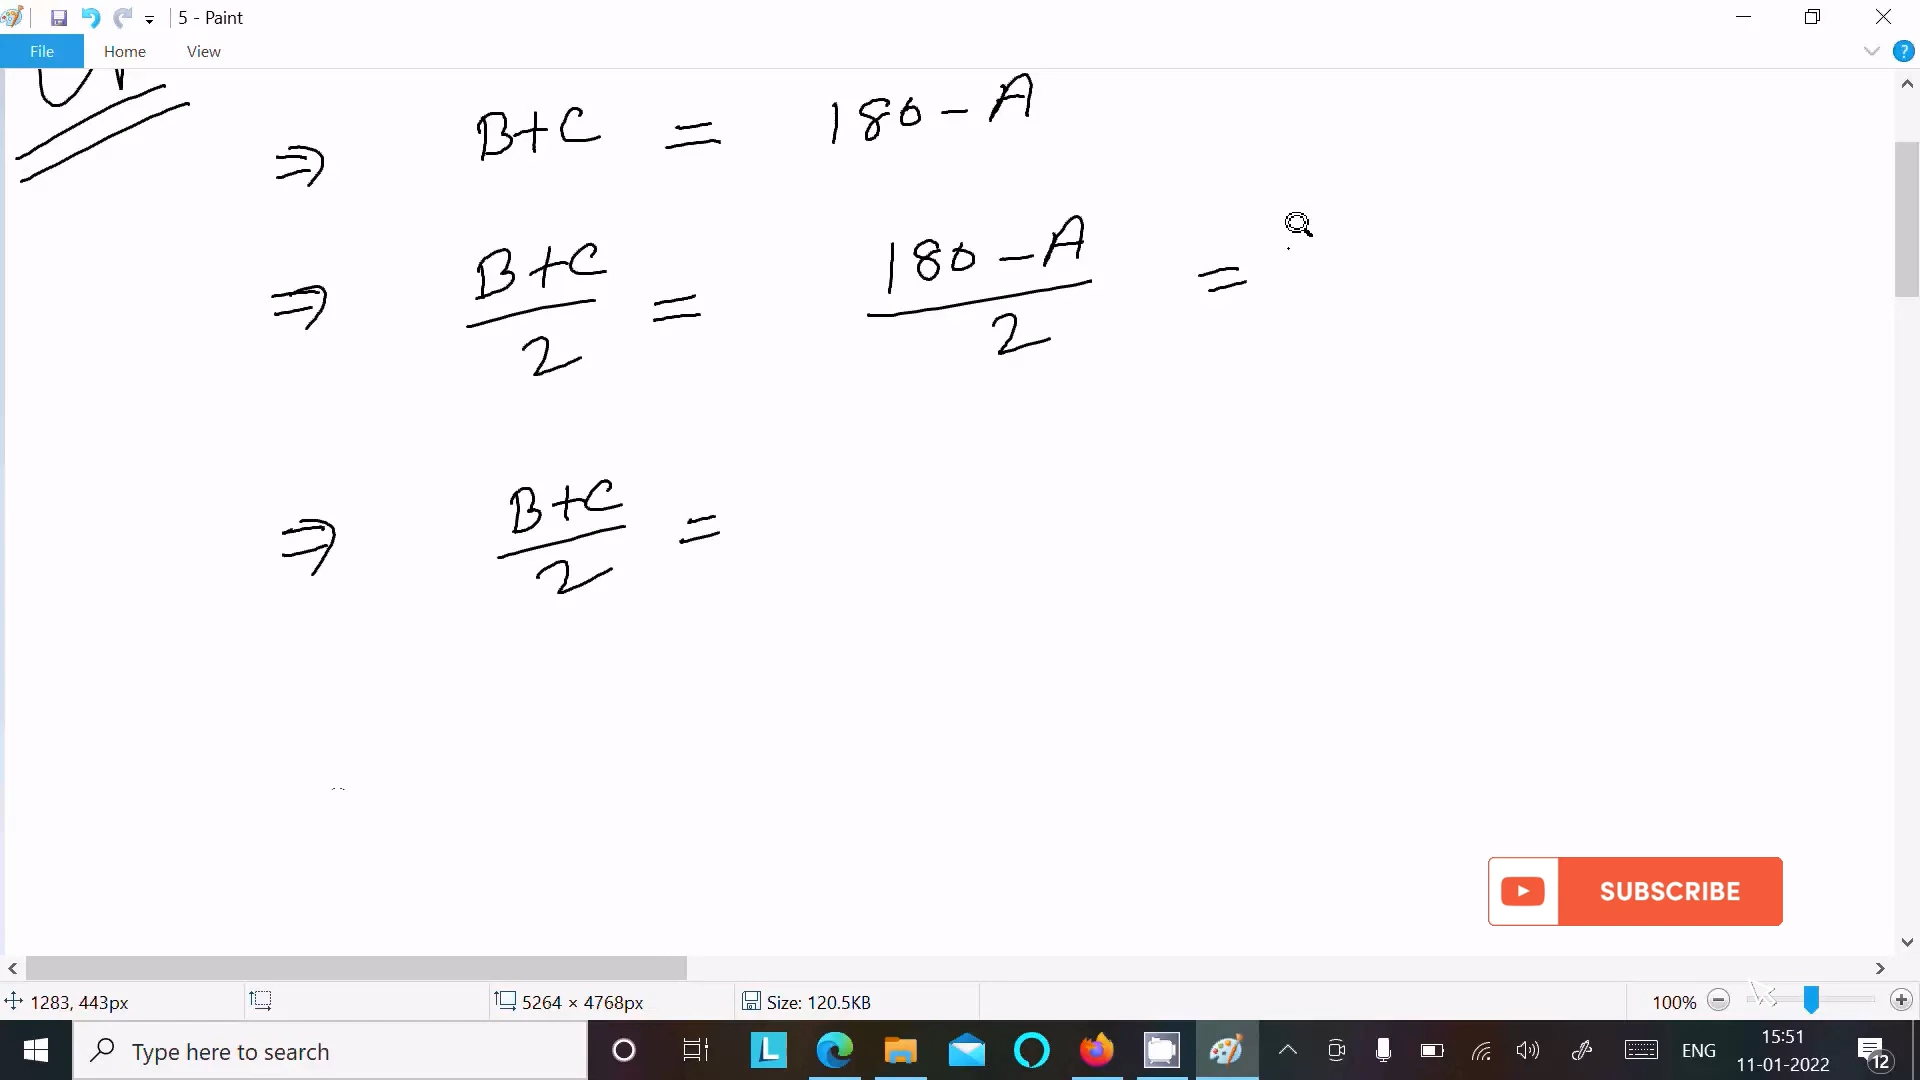 5 - Paint
File Home View
⇒ B+C = 180-A
⇒ B+C/2 = 180-A/2 =
⇒ B+C/2 =
SUBSCRIBE
1283, 443px 5264 × 4768px Size: 120.5KB 100%
Type here to search L ENG 15:51
11-01-2022 12